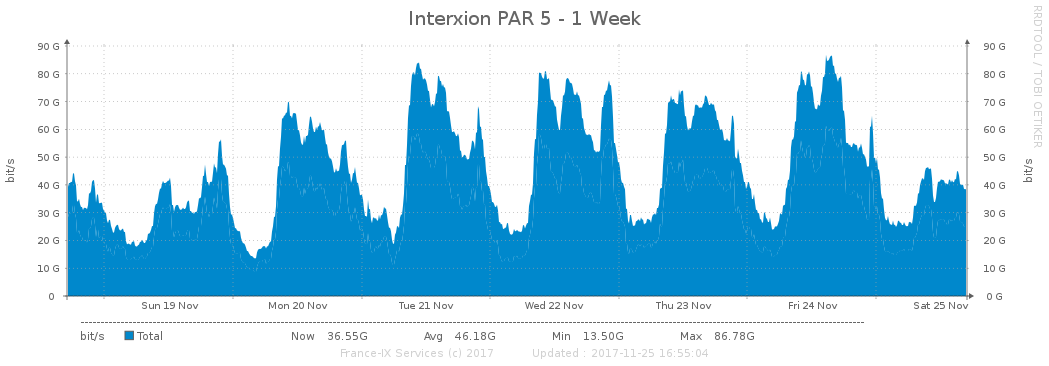 Interxion PAR 5 - 1 Week
RRDTOOL / TOBI OETIKER
bit/s
90 G
80 G
70 G
60 G
50 G
40 G
30 G
20 G
10 G
0
90 G
80 G
70 G
60 G
50 G
40 G
30 G
20 G
10 G
0 G
bit/s
Sun 19 Nov Mon 20 Nov Tue 21 Nov Wed 22 Nov Thu 23 Nov Fri 24 Nov Sat 25 Nov
bit/s Total Now 36.55G Avg 46.18G Min 13.50G Max 86.78G
France-IX Services (c) 2017 Updated : 2017-11-25 16:55:04